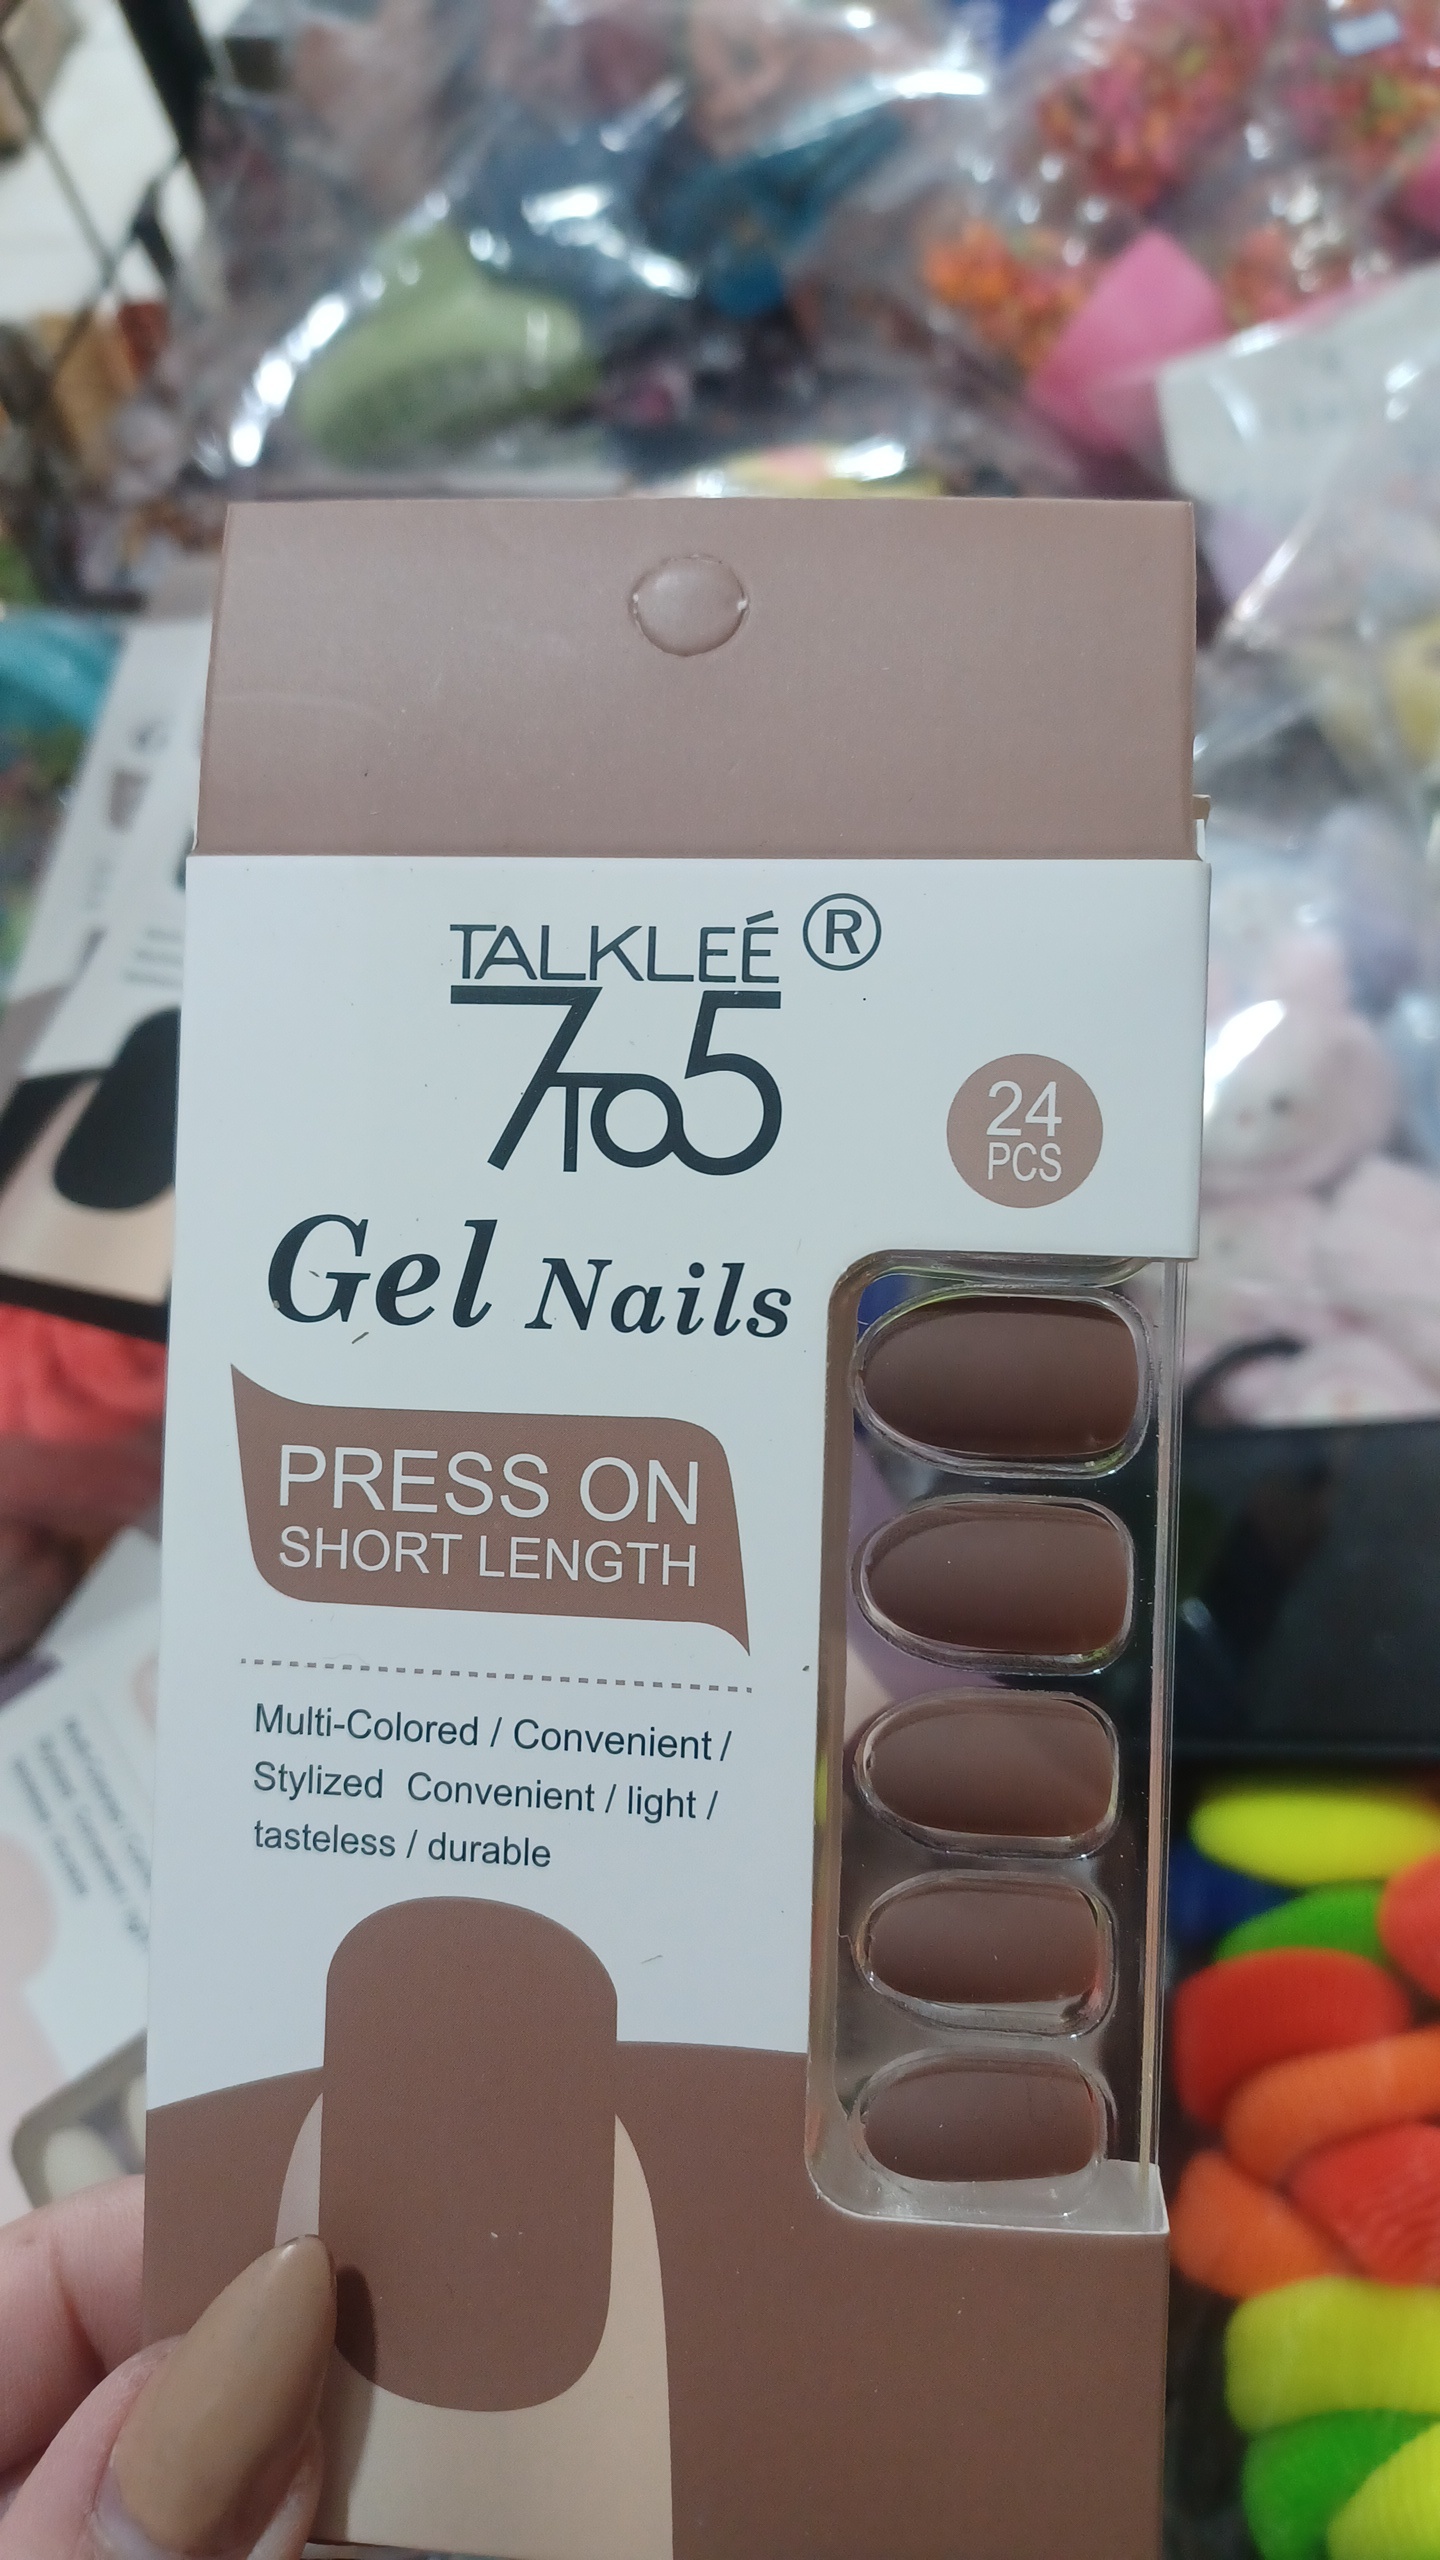 TALKLEÉ ®
7TO5
24
PCS
Gel Nails
PRESS ON
SHORT LENGTH
Multi-Colored / Convenient /
Stylized Convenient / light /
tasteless / durable